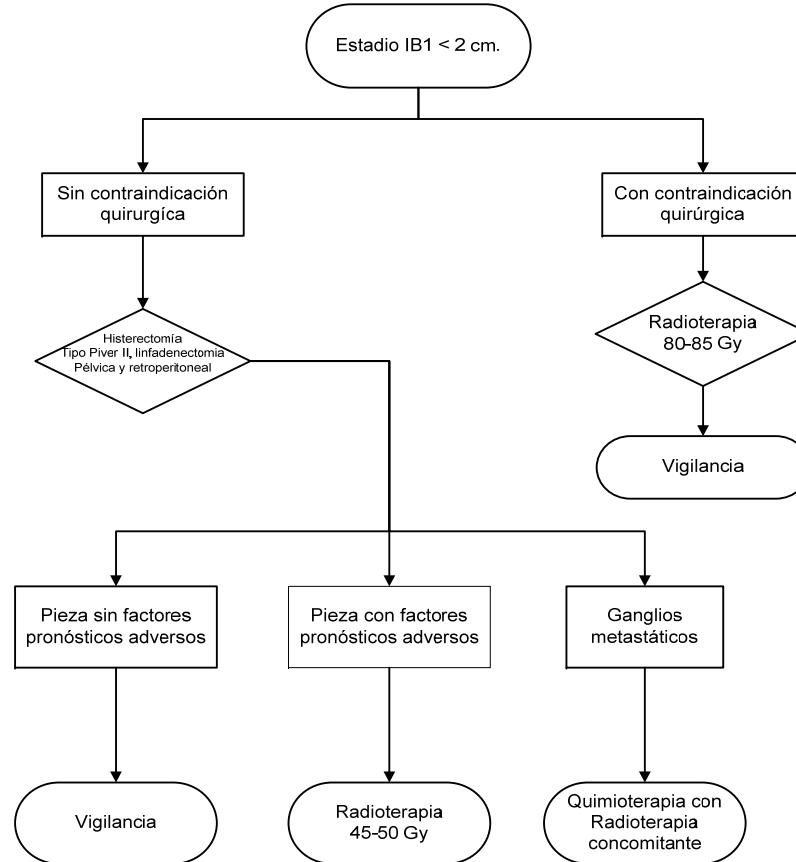 Estadio IB1 < 2 cm.
Sin contraindicación
quirurgíca
Con contraindicación
quirúrgica
Histerectomía
Tipo Piver II, linfadenectomia
Pélvica y retroperitoneal
Radioterapia
80-85 Gy
Vigilancia
Pieza sin factores
pronósticos adversos
Pieza con factores
pronósticos adversos
Ganglios
metastáticos
Vigilancia
Radioterapia
45-50 Gy
Quimioterapia con
Radioterapia
concomitante